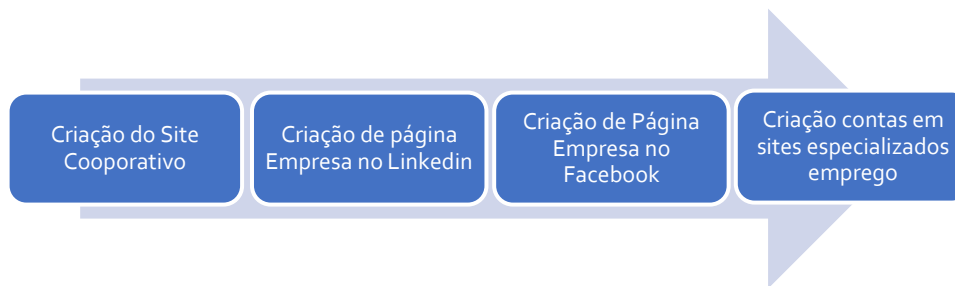 Criação do Site
Cooporativo
Criação de página
Empresa no Linkedin
Criação de Página
Empresa no
Facebook
Criação contas em
sites especializados
emprego